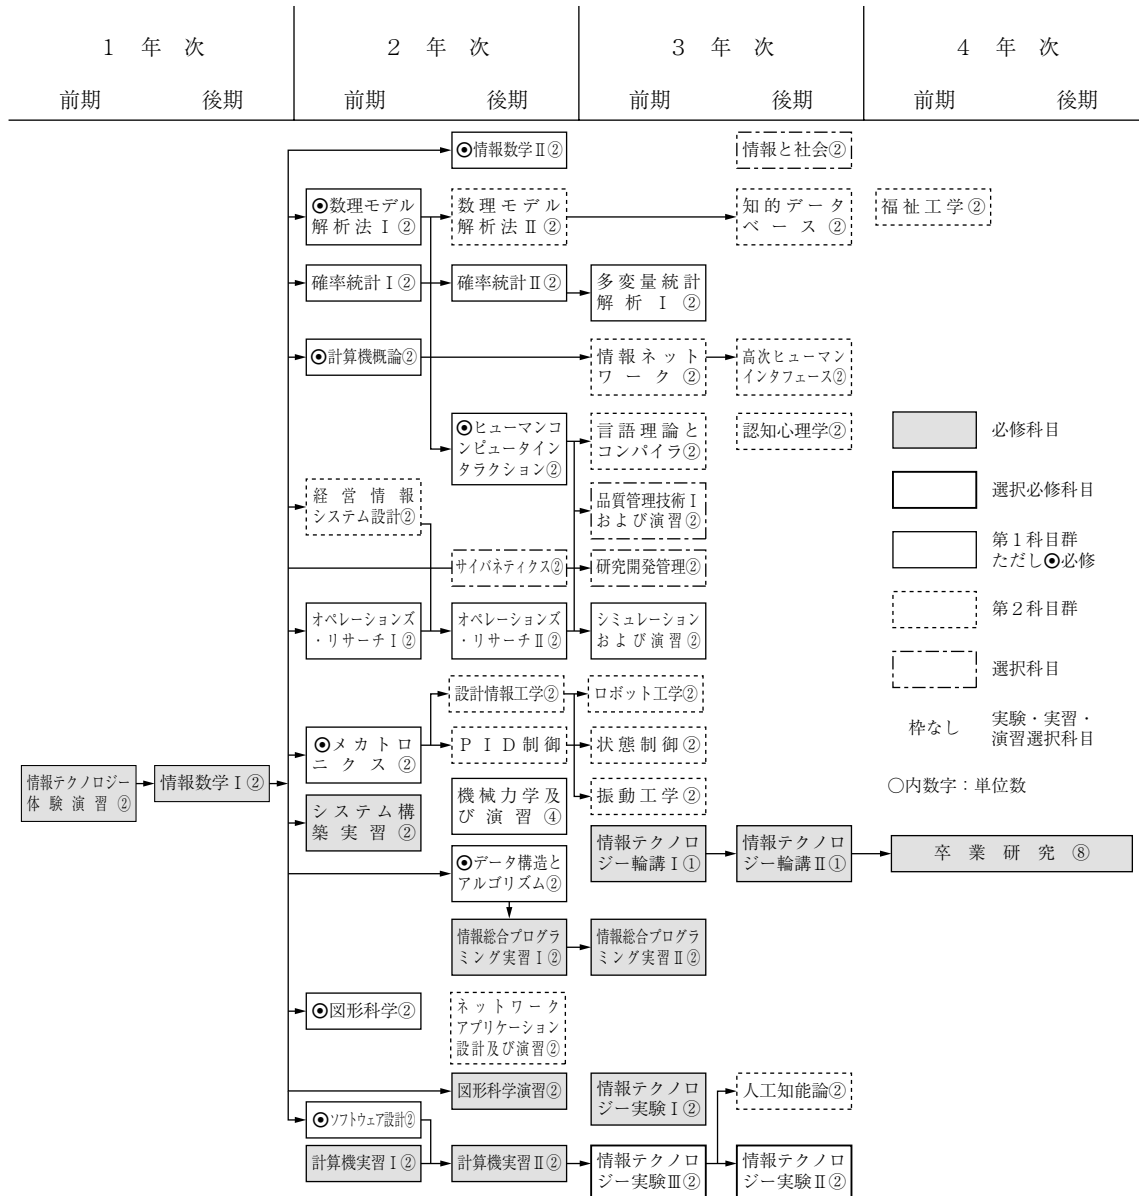 1 年 次
2 年 次
3 年 次
4 年 次
前期
後期
前期
後期
前期
後期
前期
後期
情報テクノロジー
体験演習②
情報数学Ⅰ②
◉数理モデル
解析法Ⅰ②
確率統計Ⅰ②
◉計算機概論②
経営情報
システム設計②
オペレーションズ
・リサーチⅠ②
◉メカトロ
ニクス②
システム構
築実習②
◉図形科学②
◉ソフトウェア設計②
計算機実習Ⅰ②
◉情報数学Ⅱ②
数理モデル
解析法Ⅱ②
確率統計Ⅱ②
◉ヒューマンコ
ンピュータイン
タラクション②
サイバネティクス②
オペレーションズ
・リサーチⅡ②
設計情報工学②
PID制御
機械力学及
び演習④
◉データ構造と
アルゴリズム②
情報総合プログラ
ミング実習Ⅰ②
ネットワーク
アプリケーション
設計及び演習②
図形科学演習②
計算機実習Ⅱ②
多変量統計
解析Ⅰ②
情報ネット
ワーク②
言語理論と
コンパイラ②
品質管理技術Ⅰ
および演習②
研究開発管理②
シミュレーション
および演習②
ロボット工学②
状態制御②
振動工学②
情報テクノロ
ジー輪講Ⅰ①
情報総合プログラ
ミング実習Ⅱ②
情報テクノロ
ジー実験Ⅰ②
情報テクノロ
ジー実験Ⅲ②
情報と社会②
知的データ
ベース②
高次ヒューマン
インタフェース②
認知心理学②
情報テクノロ
ジー輪講Ⅱ①
人工知能論②
情報テクノロ
ジー実験Ⅱ②
福祉工学②
卒業研究⑧
必修科目
選択必修科目
第1科目群
ただし◉必修
第2科目群
選択科目
枠なし
実験・実習・
演習選択科目
○内数字：単位数